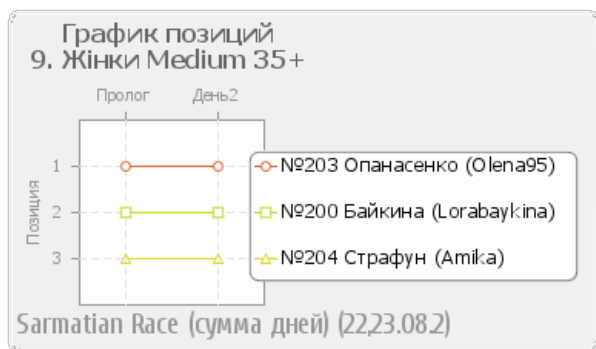 График позиций
9. Жінки Medium 35+
Пролог День2
Позиция
1
2
3
№203 Опанасенко (Olena95)
№200 Байкина (Lorabaykina)
№204 Страфун (Amika)
Sarmatian Race (сумма дней) (22,23.08.2)